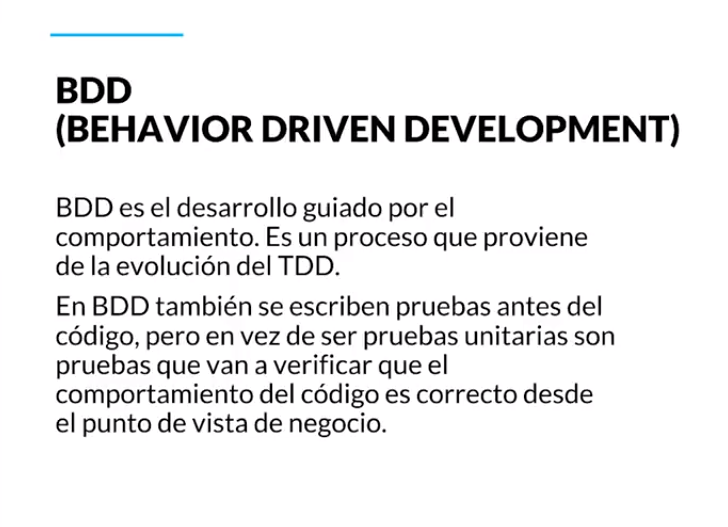 BDD
(BEHAVIOR DRIVEN DEVELOPMENT)
BDD es el desarrollo guiado por el
comportamiento. Es un proceso que proviene
de la evolución del TDD.
En BDD también se escriben pruebas antes del
código, pero en vez de ser pruebas unitarias son
pruebas que van a verificar que el
comportamiento del código es correcto desde
el punto de vista de negocio.